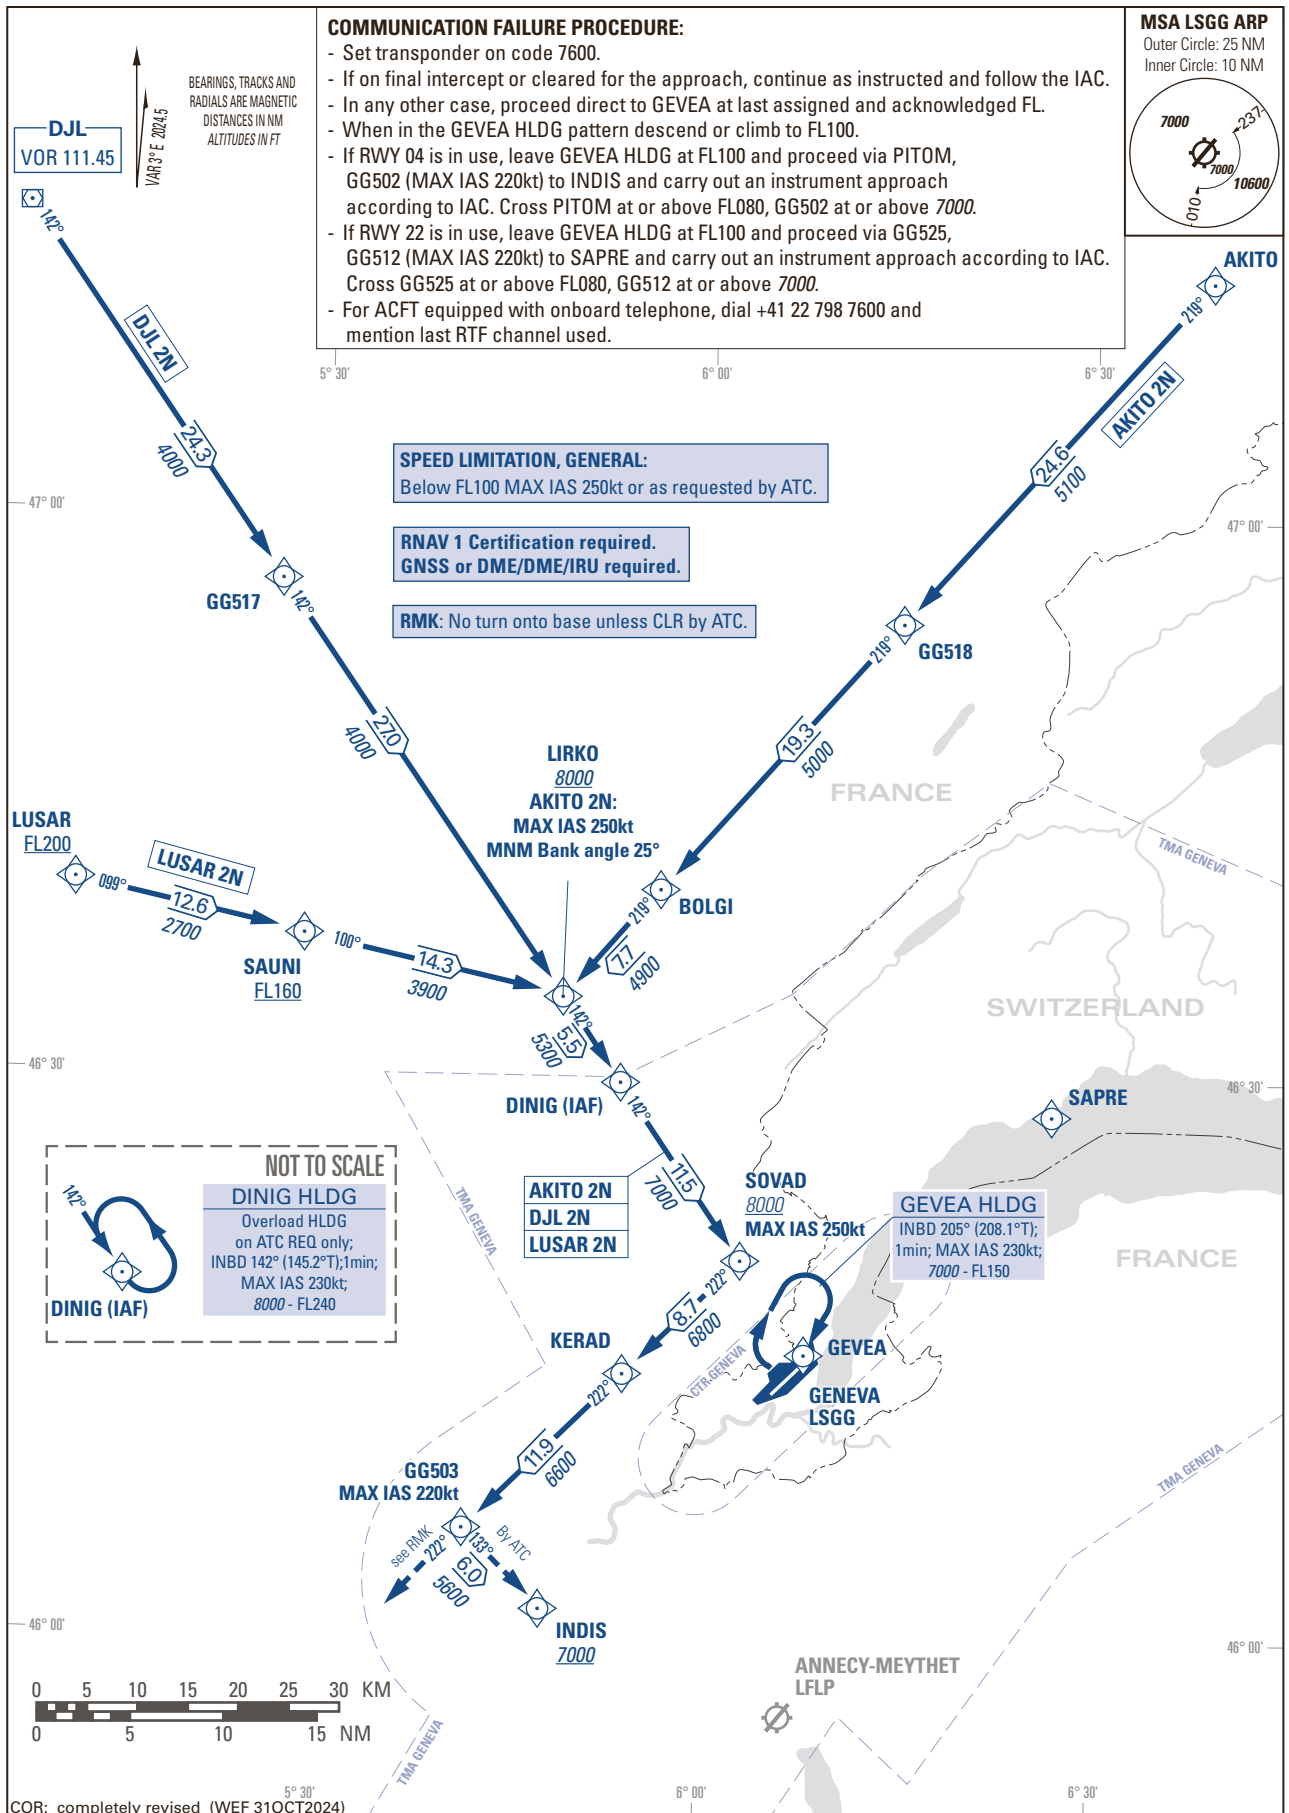 COMMUNICATION FAILURE PROCEDURE:
- Set transponder on code 7600.
- If on final intercept or cleared for the approach, continue as instructed and follow the IAC.
- In any other case, proceed direct to GEVEA at last assigned and acknowledged FL.
- When in the GEVEA HLDG pattern descend or climb to FL100.
- If RWY 04 is in use, leave GEVEA HLDG at FL100 and proceed via PITOM,
GG502 (MAX IAS 220kt) to INDIS and carry out an instrument approach
according to IAC. Cross PITOM at or above FL080, GG502 at or above 7000.
- If RWY 22 is in use, leave GEVEA HLDG at FL100 and proceed via GG525,
GG512 (MAX IAS 220kt) to SAPRE and carry out an instrument approach according to IAC.
Cross GG525 at or above FL080, GG512 at or above 7000.
- For ACFT equipped with onboard telephone, dial +41 22 798 7600 and
mention last RTF channel used.
MSA LSGG ARP
Outer Circle: 25 NM
Inner Circle: 10 NM
7000
237
7000
10600
010
BEARINGS, TRACKS AND
RADIALS ARE MAGNETIC
DISTANCES IN NM
ALTITUDES IN FT
VAR 3° E 2024.5
DJL
VOR 111.45
142°
DJL 2N
24.3
4000
AKITO
219°
AKITO 2N
24.6
5100
5° 30'
6° 00'
6° 30'
SPEED LIMITATION, GENERAL:
Below FL100 MAX IAS 250kt or as requested by ATC.
RNAV 1 Certification required.
GNSS or DME/DME/IRU required.
RMK: No turn onto base unless CLR by ATC.
47° 00'
47° 00'
GG517
142°
27.0
4000
GG518
219°
19.3
5000
FRANCE
LIRKO
8000
AKITO 2N:
MAX IAS 250kt
MNM Bank angle 25°
LUSAR
FL200
099°
LUSAR 2N
12.6
2700
SAUNI
FL160
100°
14.3
3900
BOLGI
219°
7.7
4900
TMA GENEVA
SWITZERLAND
142°
5.5
5300
46° 30'
46° 30'
DINIG (IAF)
142°
11.5
7000
SAPRE
NOT TO SCALE
142°
DINIG (IAF)
DINIG HLDG
Overload HLDG
on ATC REQ only;
INBD 142° (145.2°T);1min;
MAX IAS 230kt;
8000 - FL240
TMA GENEVA
AKITO 2N
DJL 2N
LUSAR 2N
SOVAD
8000
MAX IAS 250kt
GEVEA HLDG
INBD 205° (208.1°T);
1min; MAX IAS 230kt;
7000 - FL150
FRANCE
222°
8.7
6800
KERAD
222°
11.9
6600
CTR GENEVA
GEVEA
GENEVA
LSGG
GG503
MAX IAS 220kt
see RMK
222°
133°
By ATC
6.0
5600
INDIS
7000
TMA GENEVA
46° 00'
46° 00'
ANNECY-MEYTHET
LFLP
0 5 10 15 20 25 30 KM
0 5 10 15 NM
TMA GENEVA
5° 30'
6° 00'
6° 30'
COR: completely revised (WEF 31OCT2024)